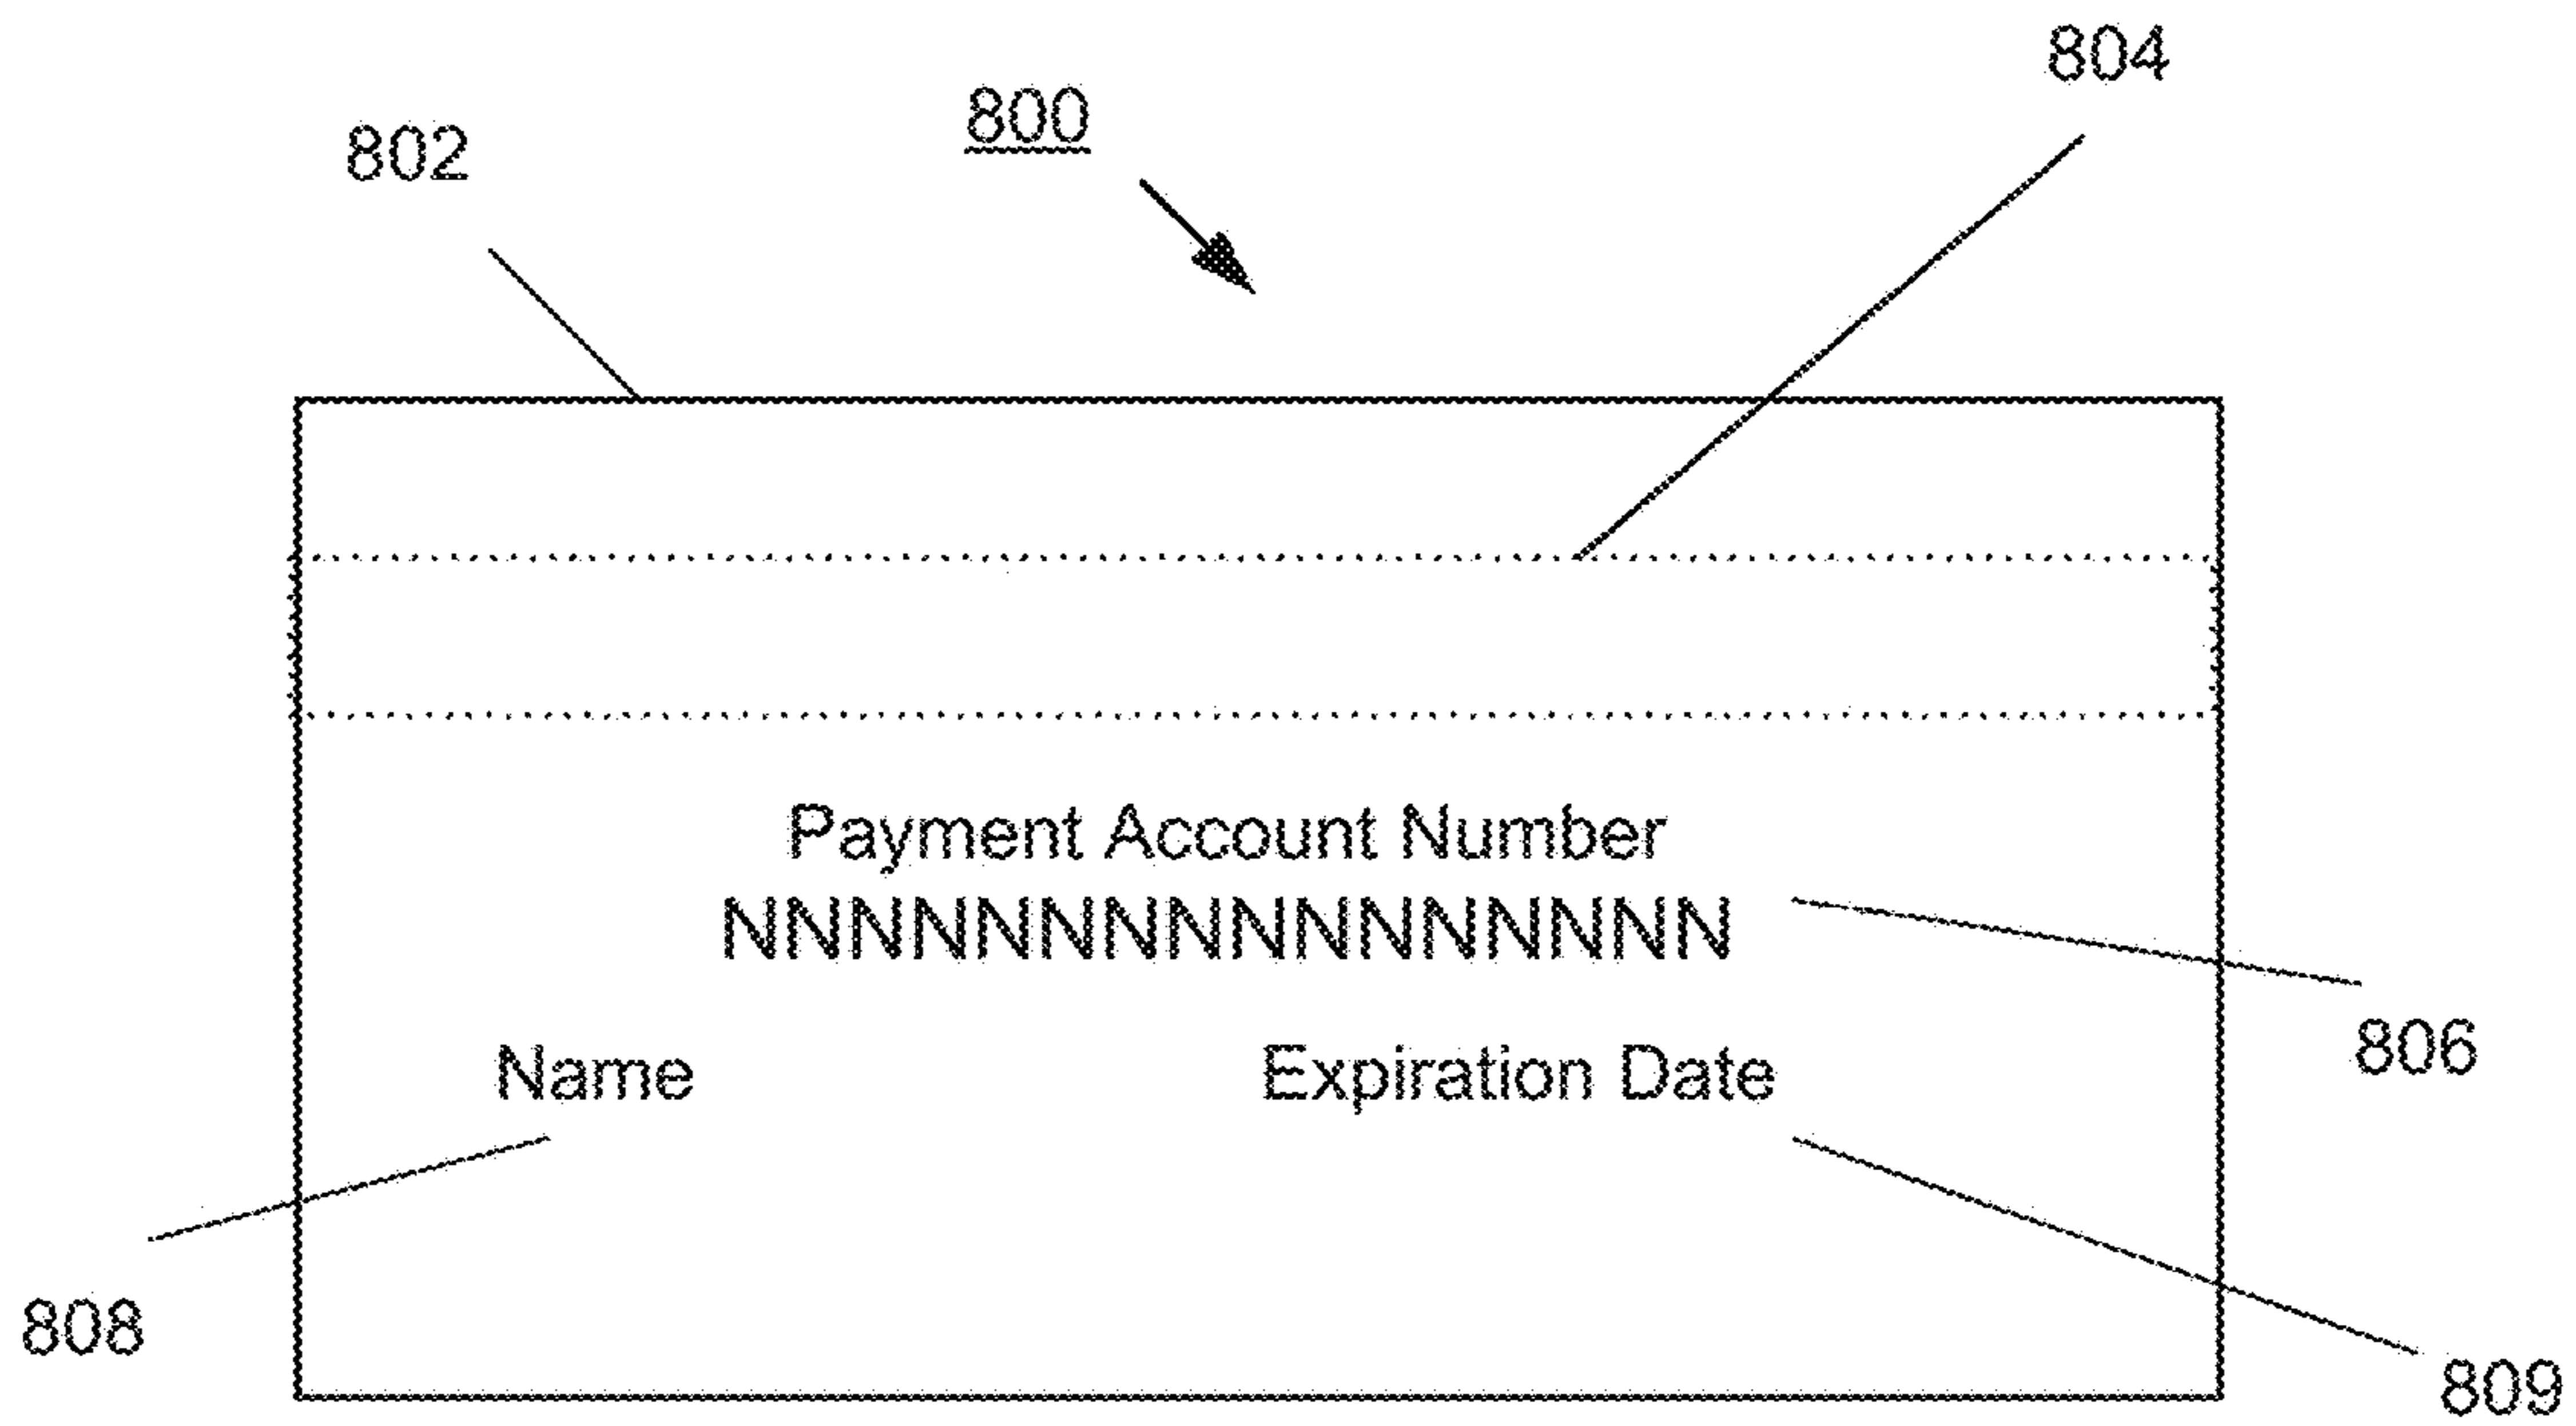 804
800
802
Payment Account Number
NNNNNNNNNNNNNNNN
806
Name Expiration Date
808
809